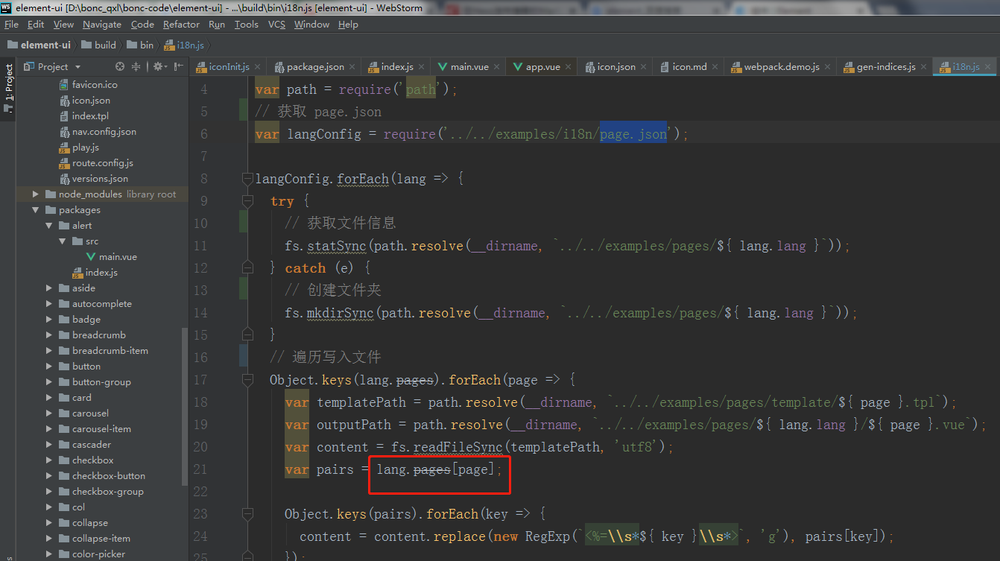 element-ui [D:\bonc_qxl\bonc-code\element-ui] - ...\build\bin\i18n.js [element-ui] - WebStorm
File Edit View Navigate Code Refactor Run Tools VCS Window Help
element-ui build bin i18n.js
1: Project
Project
iconInit.js package.json index.js main.vue app.vue icon.json icon.md webpack.demo.js gen-indices.js i18n.js
favicon.ico
icon.json
index.tpl
nav.config.json
play.js
route.config.js
versions.json
node_modules library root
packages
alert
src
main.vue
index.js
aside
autocomplete
badge
breadcrumb
breadcrumb-item
button
button-group
card
carousel
carousel-item
cascader
checkbox
checkbox-button
checkbox-group
col
collapse
collapse-item
color-picker
4 var path = require('path');
5 // 获取 page.json
6 var langConfig = require('../../examples/i18n/page.json');
7
8 langConfig.forEach(lang => {
9 try {
10 // 获取文件信息
11 fs.statSync(path.resolve(__dirname, `../../examples/pages/${ lang.lang }`));
12 } catch (e) {
13 // 创建文件夹
14 fs.mkdirSync(path.resolve(__dirname, `../../examples/pages/${ lang.lang }`));
15 }
16 // 遍历写入文件
17 Object.keys(lang.pages).forEach(page => {
18 var templatePath = path.resolve(__dirname, `../../examples/pages/template/${ page }.tpl`);
19 var outputPath = path.resolve(__dirname, `../../examples/pages/${ lang.lang }/${ page }.vue`);
20 var content = fs.readFileSync(templatePath, 'utf8');
21 var pairs = lang.pages[page];
22
23 Object.keys(pairs).forEach(key => {
24 content = content.replace(new RegExp(`<%=\\s*${ key }\\s*>`, 'g'), pairs[key]);
25 });